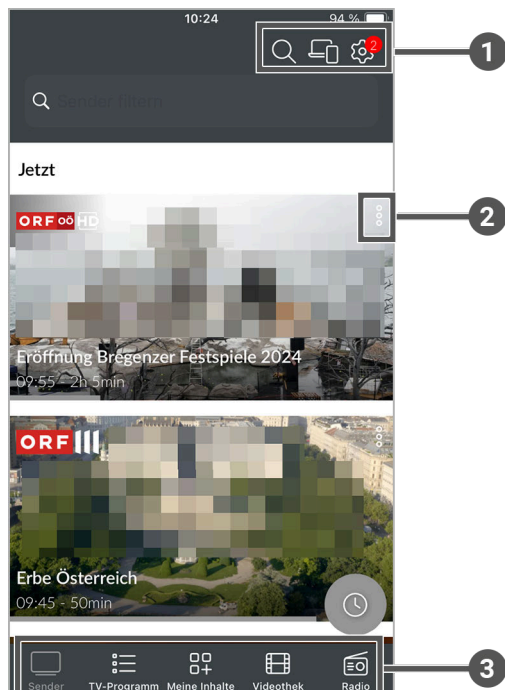 10:24 94 %
2
1
Sender filtern
Jetzt
ORF oö HD
2
Eröffnung Bregenzer Festspiele 2024
09:55 - 2h 5min
ORF III
Erbe Österreich
09:45 - 50min
3
Sender TV-Programm Meine Inhalte Videothek Radio